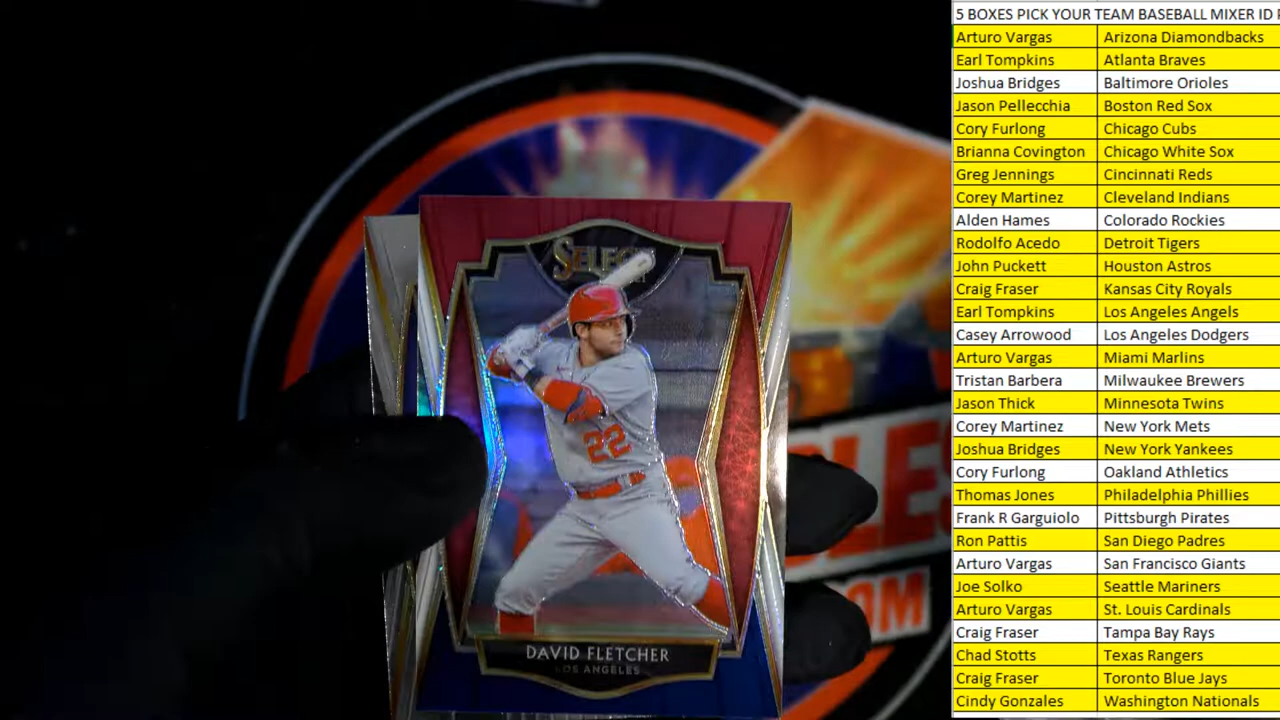 5 BOXES PICK YOUR TEAM BASEBALL MIXER ID
Arturo Vargas Arizona Diamondbacks
Earl Tompkins Atlanta Braves
Joshua Bridges Baltimore Orioles
Jason Pellecchia Boston Red Sox
Cory Furlong Chicago Cubs
Brianna Covington Chicago White Sox
Greg Jennings Cincinnati Reds
Corey Martinez Cleveland Indians
Alden Hames Colorado Rockies
Rodolfo Acedo Detroit Tigers
John Puckett Houston Astros
Craig Fraser Kansas City Royals
Earl Tompkins Los Angeles Angels
Casey Arrowood Los Angeles Dodgers
Arturo Vargas Miami Marlins
Tristan Barbera Milwaukee Brewers
Jason Thick Minnesota Twins
Corey Martinez New York Mets
Joshua Bridges New York Yankees
Cory Furlong Oakland Athletics
Thomas Jones Philadelphia Phillies
Frank R Garguiolo Pittsburgh Pirates
Ron Pattis San Diego Padres
Arturo Vargas San Francisco Giants
Joe Solko Seattle Mariners
Arturo Vargas St. Louis Cardinals
Craig Fraser Tampa Bay Rays
Chad Stotts Texas Rangers
Craig Fraser Toronto Blue Jays
Cindy Gonzales Washington Nationals
SELECT
22
DAVID FLETCHER
LOS ANGELES